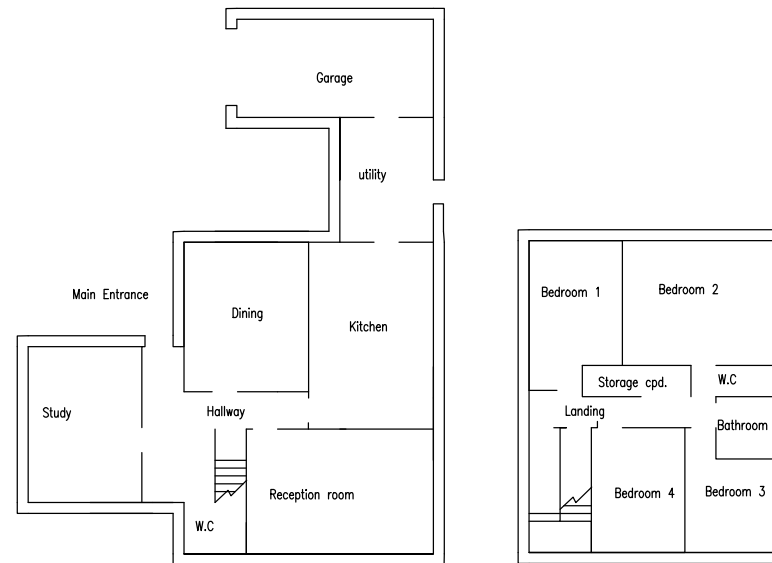 Garage
utility
Main Entrance
Dining
Kitchen
Study
Hallway
Reception room
W.C
Bedroom 1
Bedroom 2
Storage cpd.
W.C
Landing
Bathroom
Bedroom 4
Bedroom 3